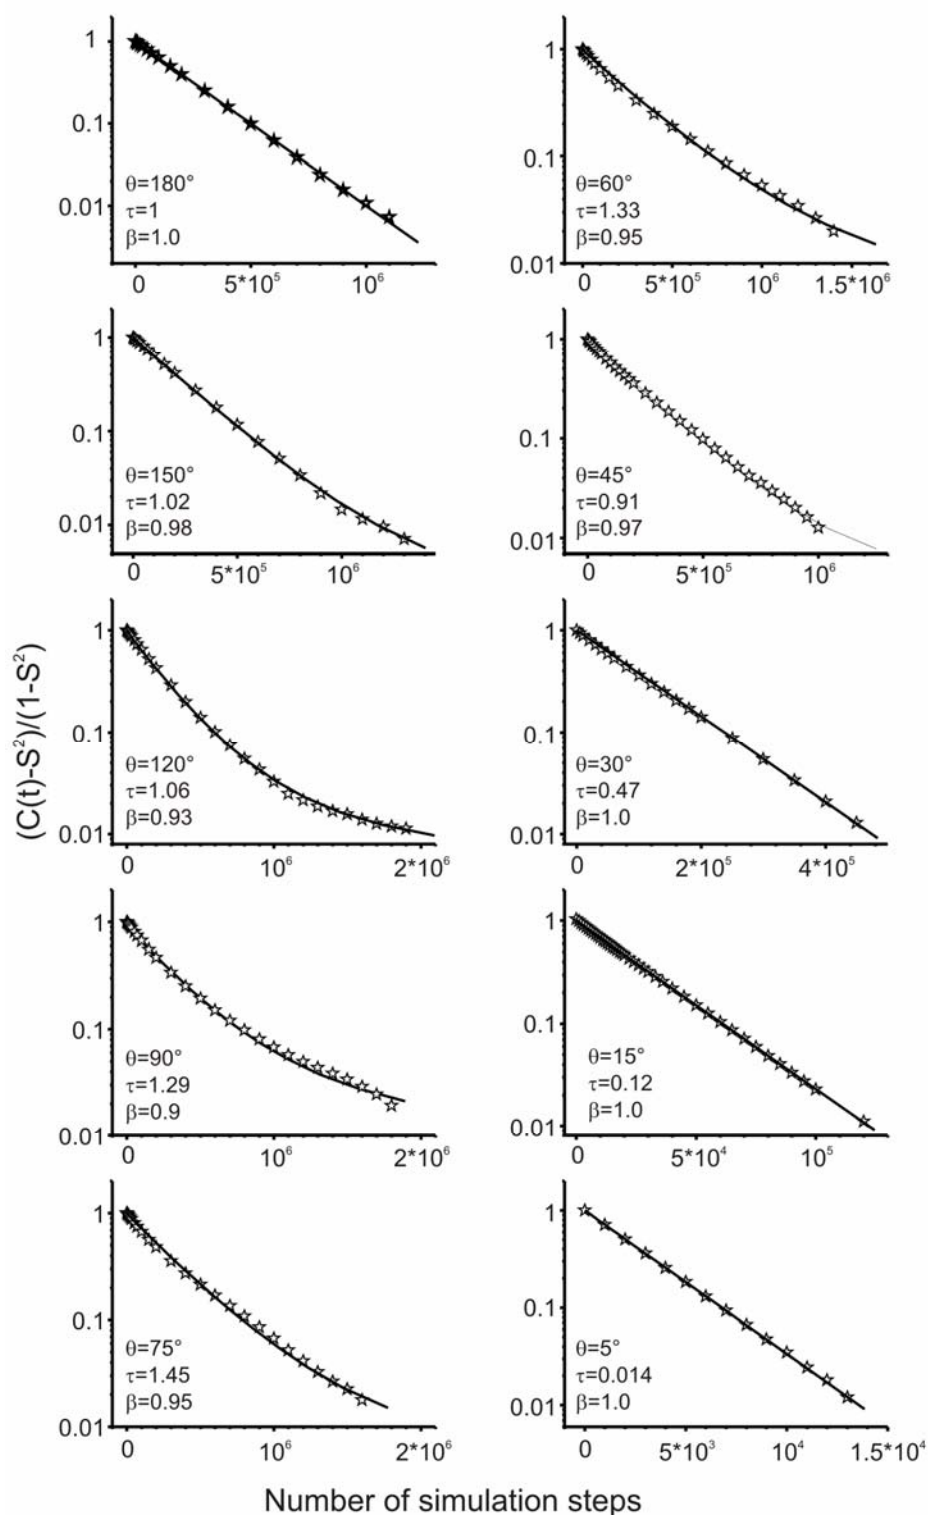 1
0.1
0.01
θ=180°
τ=1
β=1.0
0
5*10⁵
10⁶
1
0.1
0.01
θ=60°
τ=1.33
β=0.95
0
5*10⁵
10⁶
1.5*10⁶
1
0.1
0.01
θ=150°
τ=1.02
β=0.98
0
5*10⁵
10⁶
1
0.1
0.01
θ=45°
τ=0.91
β=0.97
0
5*10⁵
10⁶
(C(t)-S²)/(1-S²)
1
0.1
0.01
θ=120°
τ=1.06
β=0.93
0
10⁶
2*10⁶
1
0.1
0.01
θ=30°
τ=0.47
β=1.0
0
2*10⁵
4*10⁵
1
0.1
0.01
θ=90°
τ=1.29
β=0.9
0
10⁶
2*10⁶
1
0.1
0.01
θ=15°
τ=0.12
β=1.0
0
5*10⁴
10⁵
1
0.1
0.01
θ=75°
τ=1.45
β=0.95
0
10⁶
2*10⁶
1
0.1
0.01
θ=5°
τ=0.014
β=1.0
0
5*10³
10⁴
1.5*10⁴
Number of simulation steps